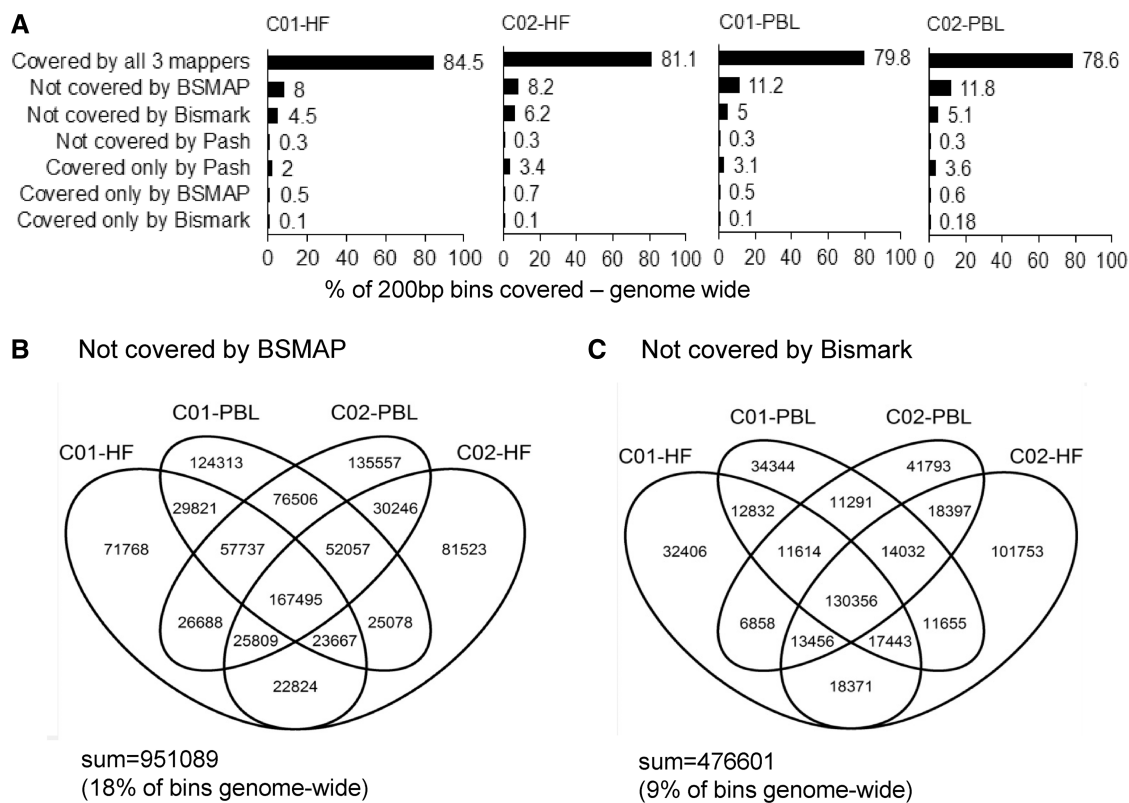 A
C01-HF C02-HF C01-PBL C02-PBL
Covered by all 3 mappers 84.5 81.1 79.8 78.6
Not covered by BSMAP 8 8.2 11.2 11.8
Not covered by Bismark 4.5 6.2 5 5.1
Not covered by Pash 0.3 0.3 0.3 0.3
Covered only by Pash 2 3.4 3.1 3.6
Covered only by BSMAP 0.5 0.7 0.5 0.6
Covered only by Bismark 0.1 0.1 0.1 0.18
0 20 40 60 80 100 0 20 40 60 80 100 0 20 40 60 80 100 0 20 40 60 80 100
% of 200bp bins covered – genome wide
B Not covered by BSMAP
C01-PBL C02-PBL
C01-HF C02-HF
124313 135557
29821 76506 30246
71768 57737 52057 81523
167495
26688 25809 23667 25078
22824
sum=951089
(18% of bins genome-wide)
C Not covered by Bismark
C01-PBL C02-PBL
C01-HF C02-HF
34344 41793
12832 11291 18397
32406 11614 14032 101753
130356
6858 13456 17443 11655
18371
sum=476601
(9% of bins genome-wide)